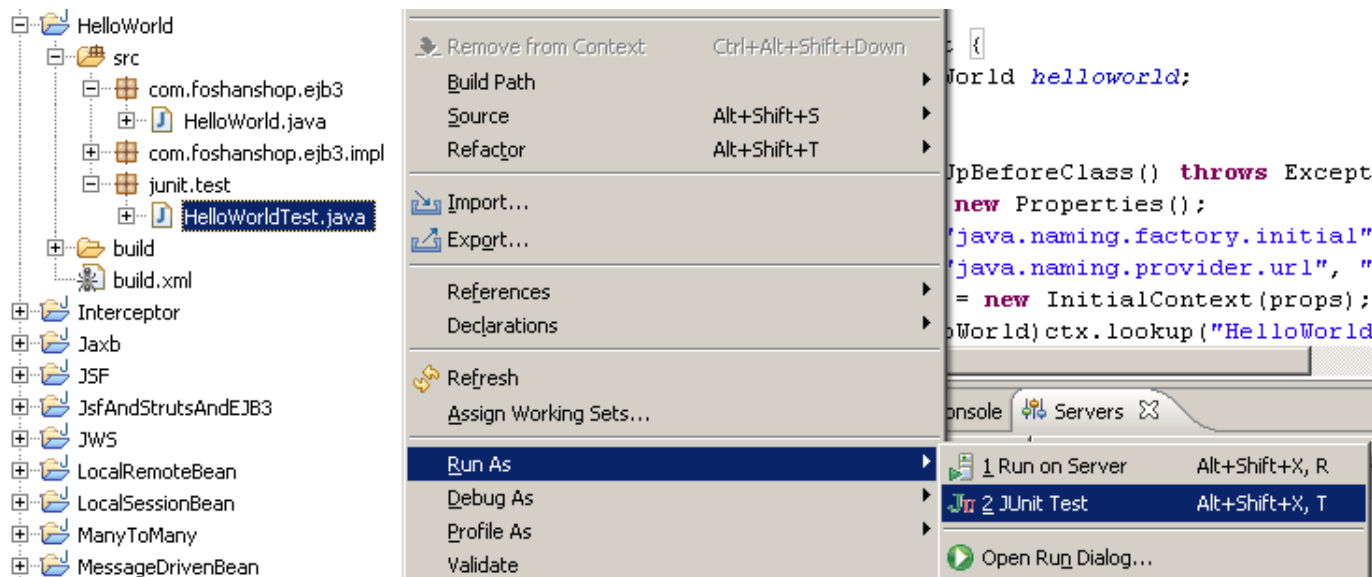 HelloWorld
src
com.foshanshop.ejb3
HelloWorld.java
com.foshanshop.ejb3.impl
junit.test
HelloWorldTest.java
build
build.xml
Interceptor
Jaxb
JSF
JsfAndStrutsAndEJB3
JWS
LocalRemoteBean
LocalSessionBean
ManyToMany
MessageDrivenBean
Remove from Context Ctrl+Alt+Shift+Down
Build Path
Source Alt+Shift+S
Refactor Alt+Shift+T
Import...
Export...
References
Declarations
Refresh
Assign Working Sets...
Run As
Debug As
Profile As
Validate
{
World helloworld;
UpBeforeClass() throws Except
new Properties();
"java.naming.factory.initial"
"java.naming.provider.url", "
= new InitialContext(props);
oWorld)ctx.lookup("HelloWorld
onsole Servers
1 Run on Server Alt+Shift+X, R
2 JUnit Test Alt+Shift+X, T
Open Run Dialog...